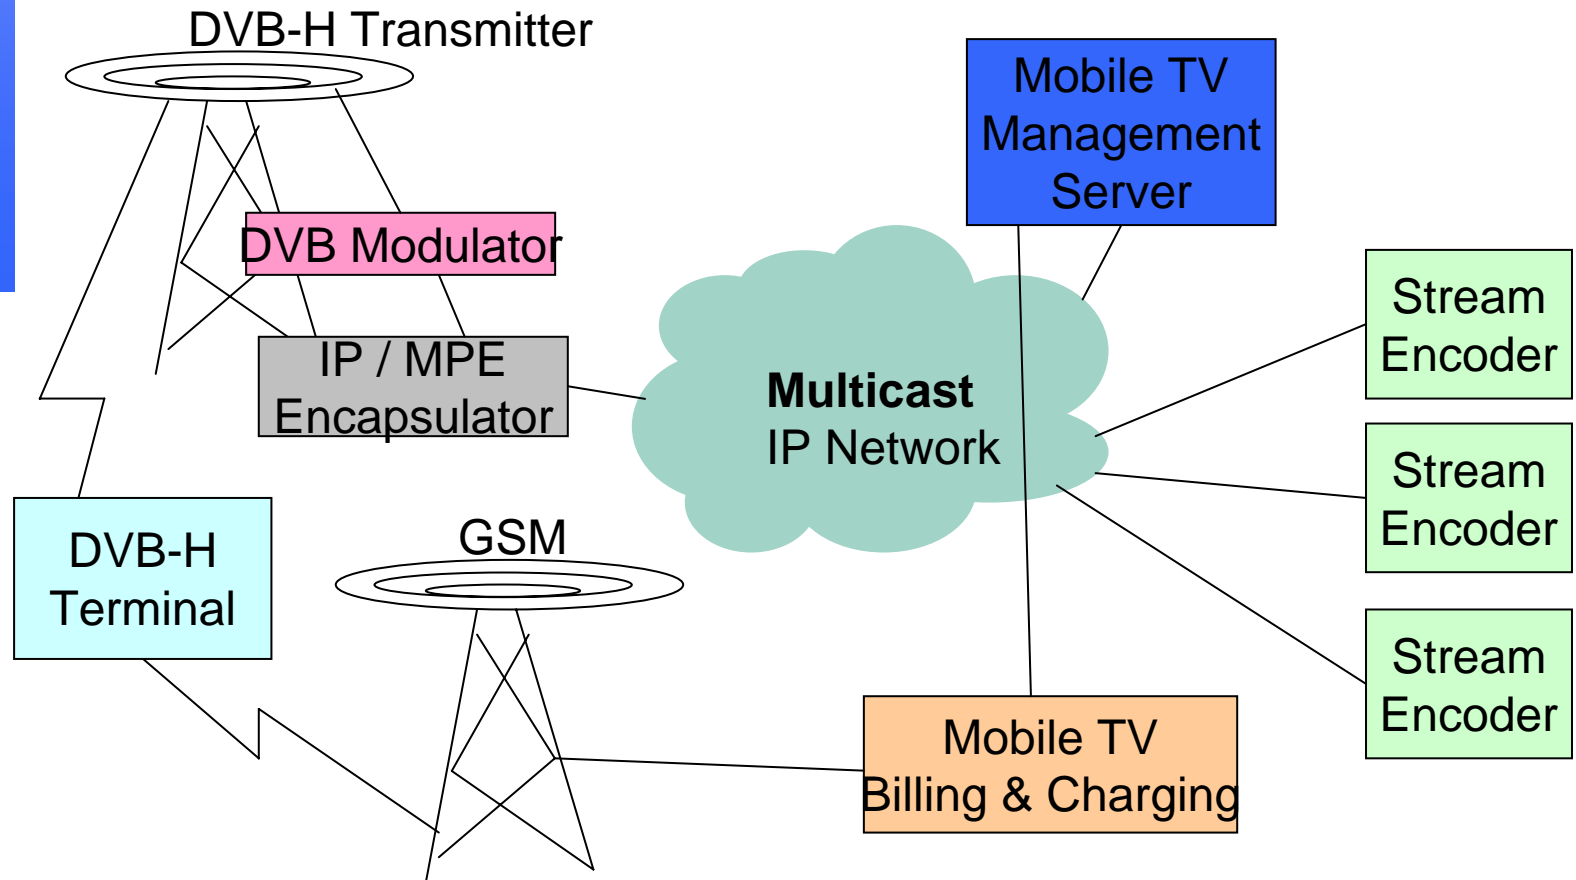 DVB-H Transmitter
Mobile TV
Management
Server
DVB Modulator
Stream
Encoder
IP / MPE
Encapsulator
Multicast
IP Network
Stream
Encoder
DVB-H
Terminal
GSM
Stream
Encoder
Mobile TV
Billing & Charging